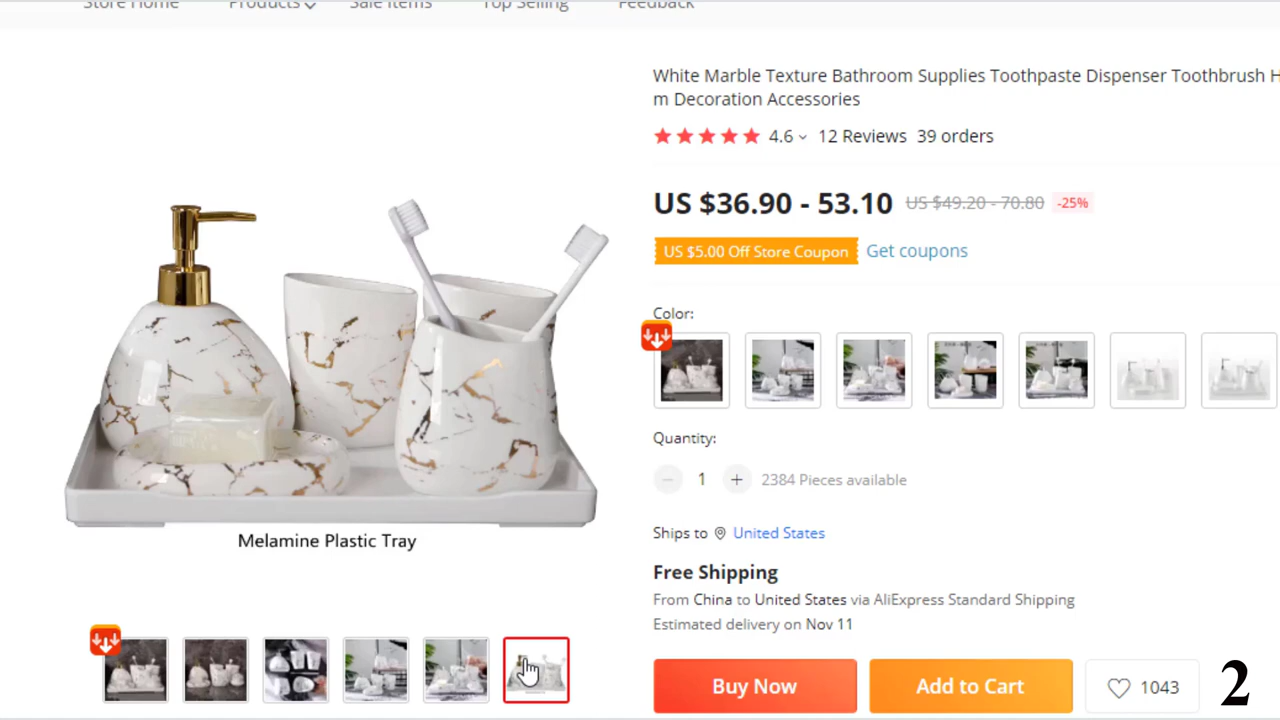 Store Home Products Sale Items Top Selling Feedback
White Marble Texture Bathroom Supplies Toothpaste Dispenser Toothbrush H
m Decoration Accessories
4.6 12 Reviews 39 orders
US $36.90 - 53.10 US $49.20 - 70.80 -25%
US $5.00 Off Store Coupon Get coupons
Color:
Quantity:
1 2384 Pieces available
Ships to United States
Melamine Plastic Tray
Free Shipping
From China to United States via AliExpress Standard Shipping
Estimated delivery on Nov 11
Buy Now Add to Cart 1043 2